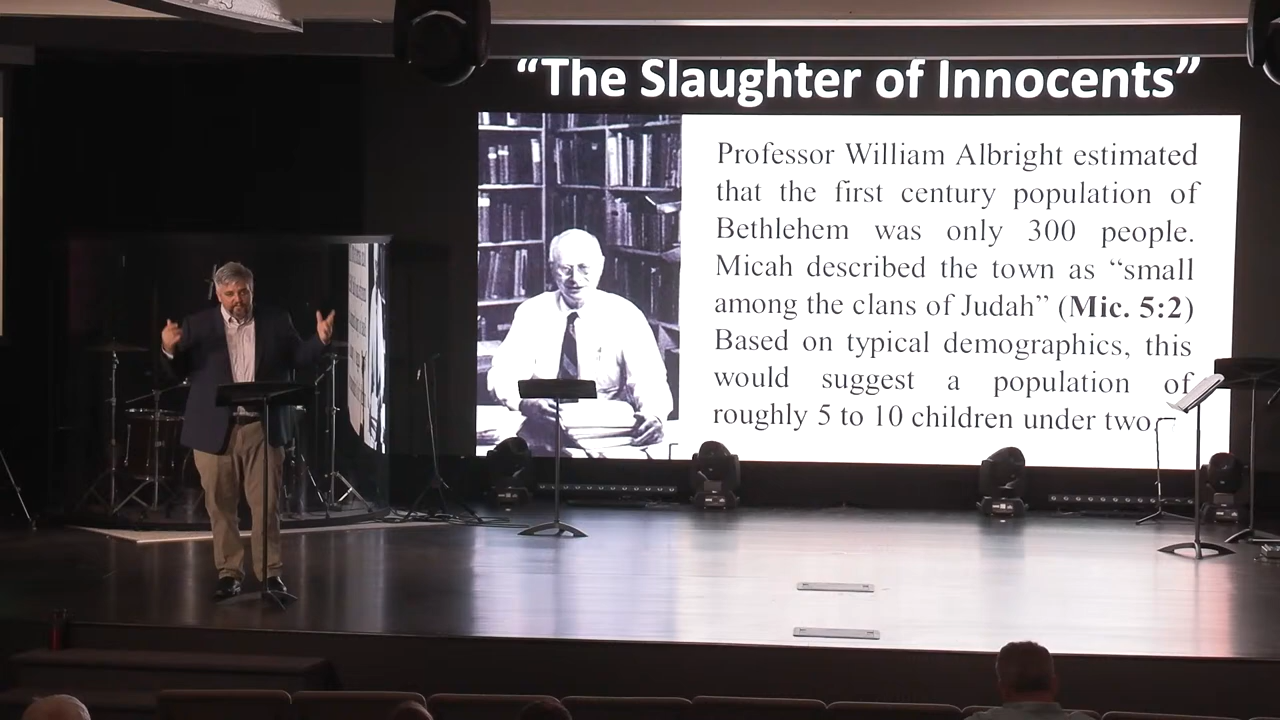 “The Slaughter of Innocents”
Professor William Albright estimated
that the first century population of
Bethlehem was only 300 people.
Micah described the town as “small
among the clans of Judah” (Mic. 5:2)
Based on typical demographics, this
would suggest a population of
roughly 5 to 10 children under two.